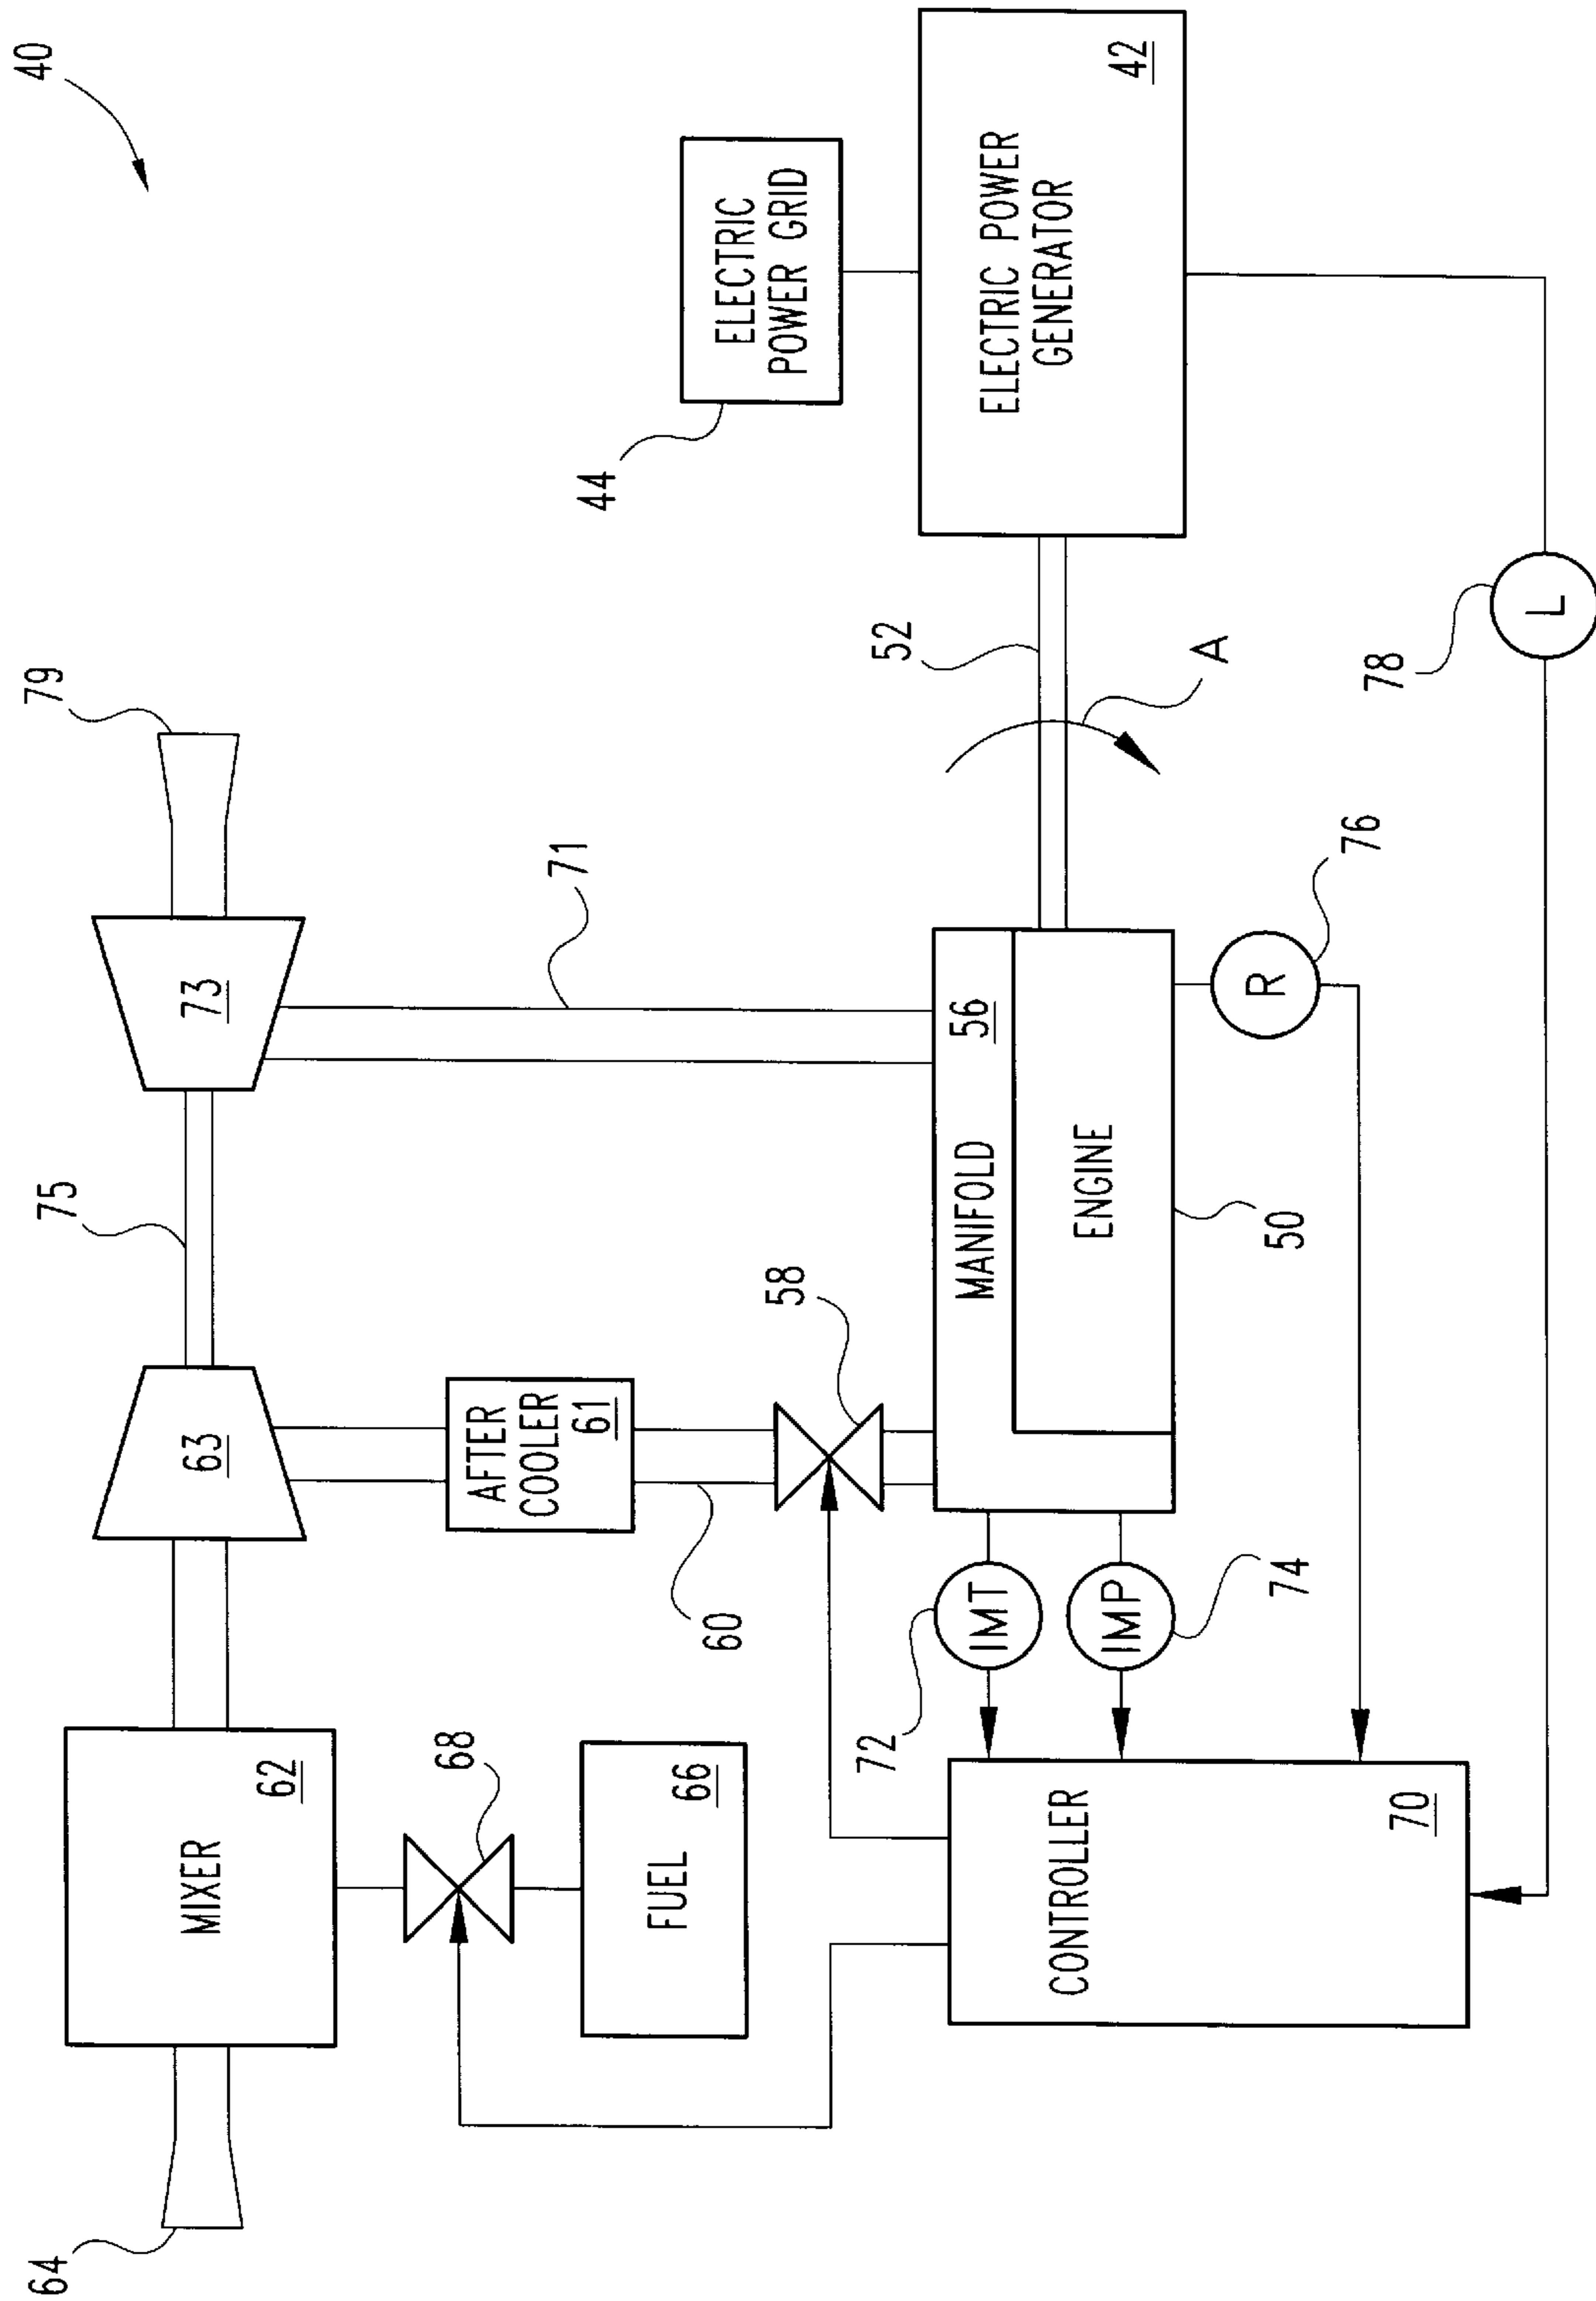 40
64
MIXER
62
63
75
73
79
68
FUEL
66
AFTER
COOLER
61
60
58
71
ELECTRIC
POWER GRID
44
72
IMT
IMP
74
MANIFOLD
56
ENGINE
50
52
A
ELECTRIC POWER
GENERATOR
42
CONTROLLER
70
R
76
78
L